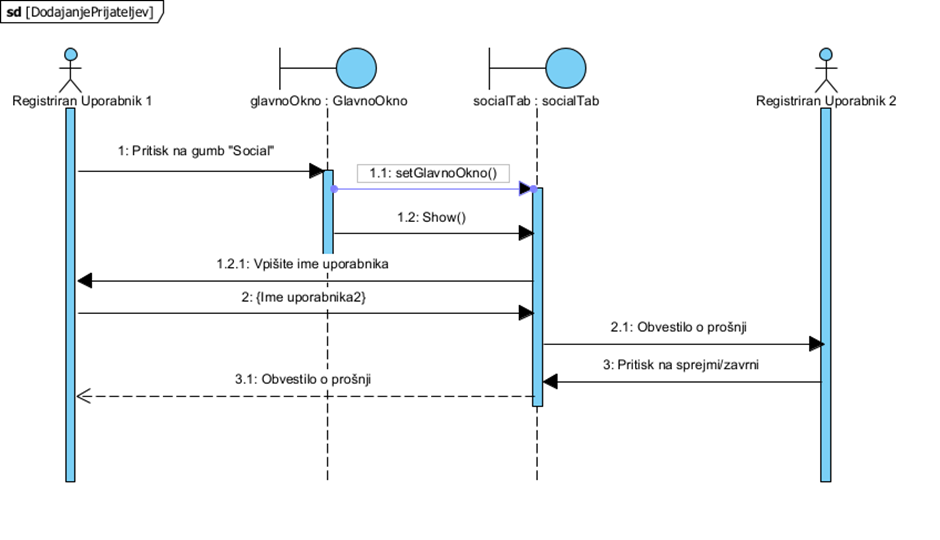 sd [DodajanjePrijateljev]
Registriran Uporabnik 1
glavnoOkno : GlavnoOkno
socialTab : socialTab
Registriran Uporabnik 2
1: Pritisk na gumb "Social"
1.1: setGlavnoOkno()
1.2: Show()
1.2.1: Vpišite ime uporabnika
2: {Ime uporabnika2}
2.1: Obvestilo o prošnji
3: Pritisk na sprejmi/zavrni
3.1: Obvestilo o prošnji